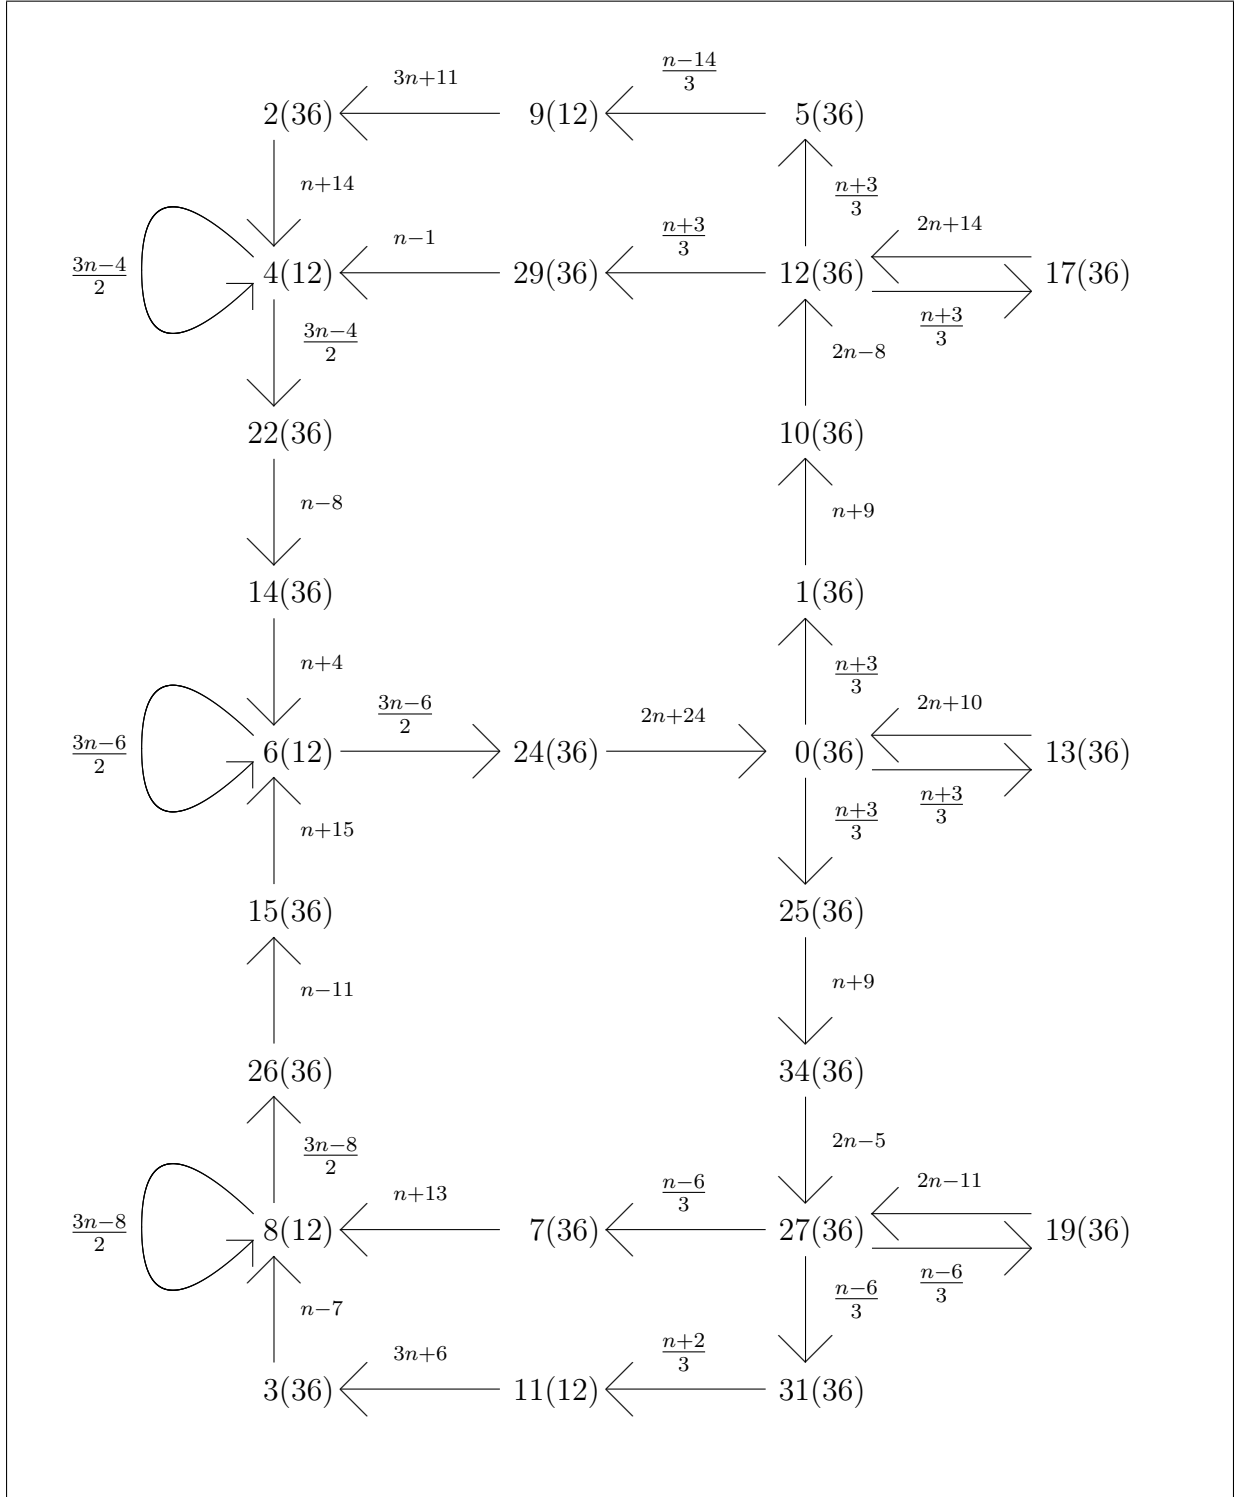 3n+11
n−14/3
2(36) 9(12) 5(36)
n+14
n+3/3
2n+14
n−1
n+3/3
3n−4/2
4(12) 29(36) 12(36) 17(36)
n+3/3
3n−4/2
2n−8
22(36) 10(36)
n−8
n+9
14(36) 1(36)
n+4
n+3/3
2n+10
3n−6/2
2n+24
3n−6/2
6(12) 24(36) 0(36) 13(36)
n+3/3
n+3/3
n+15
15(36) 25(36)
n−11
n+9
26(36) 34(36)
3n−8/2
2n−5
n+13
n−6/3
2n−11
3n−8/2
8(12) 7(36) 27(36) 19(36)
n−6/3
n−7
n−6/3
3n+6
n+2/3
3(36) 11(12) 31(36)